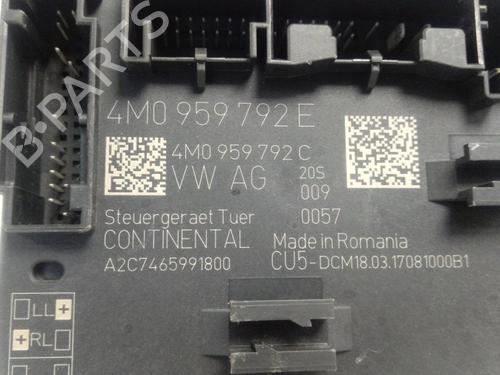 4M0 959 792 E
4M0 959 792 C
VW AG
20S
009
Steuergeraet Tuer 0057
CONTINENTAL Made in Romania
A2C7465991800 CU5-DCM18.03.17081000B1
LL +
+ RL
B-PARTS